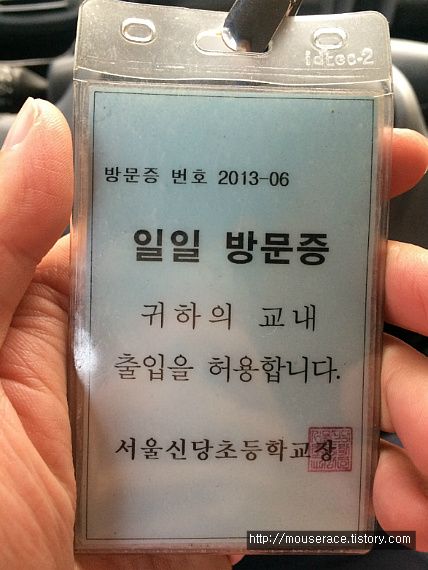 idtec-2
방문증 번호 2013-06
일일 방문증
귀하의 교내
출입을 허용합니다.
서울신당초등학교장
http://mouserace.tistory.com